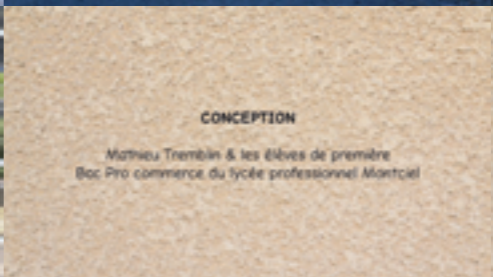 CONCEPTION
Mathieu Tremblin & les élèves de première
Bac Pro commerce du lycée professionnel Montciel